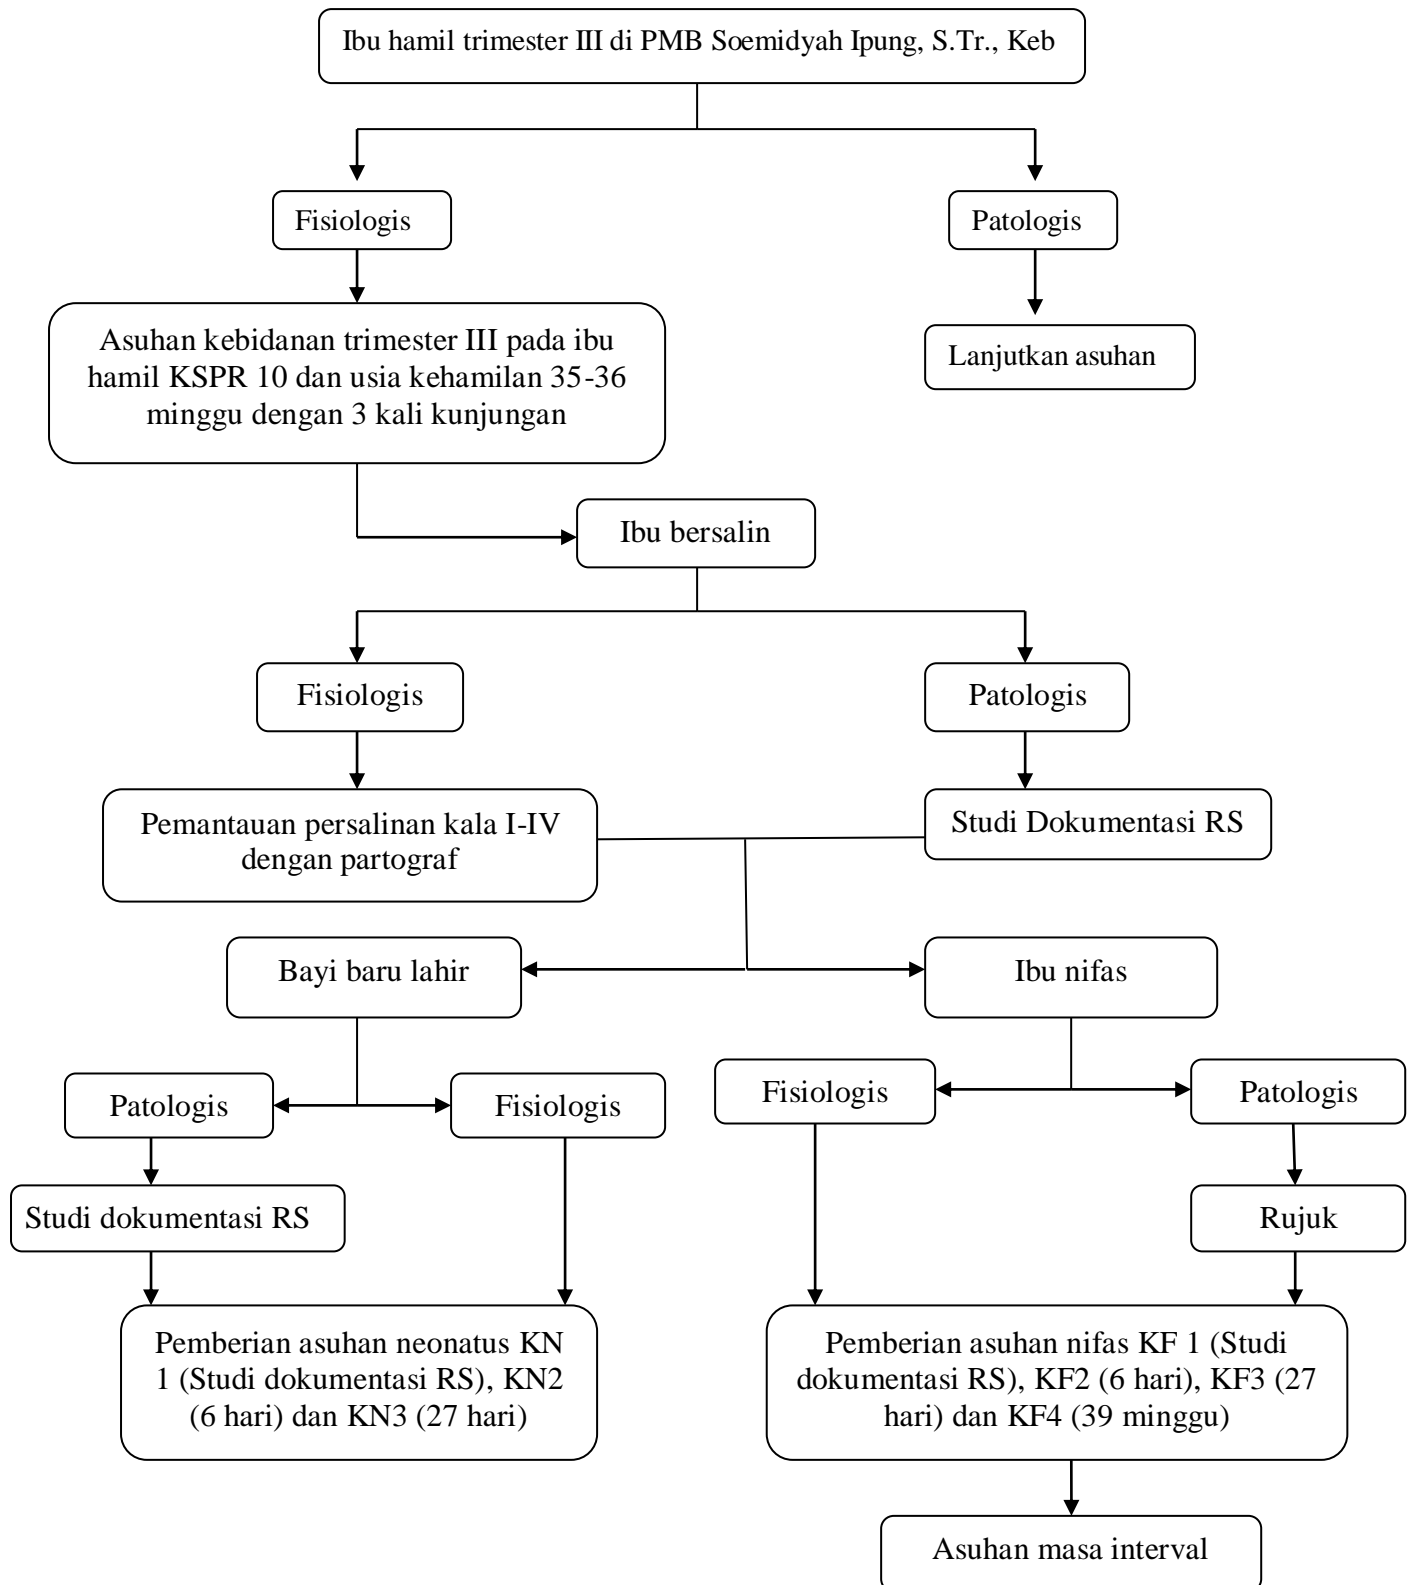 Ibu hamil trimester III di PMB Soemidyah Ipung, S.Tr., Keb
Fisiologis
Patologis
Asuhan kebidanan trimester III pada ibu
hamil KSPR 10 dan usia kehamilan 35-36
minggu dengan 3 kali kunjungan
Lanjutkan asuhan
Ibu bersalin
Fisiologis
Patologis
Pemantauan persalinan kala I-IV
dengan partograf
Studi Dokumentasi RS
Bayi baru lahir
Ibu nifas
Patologis
Fisiologis
Fisiologis
Patologis
Studi dokumentasi RS
Rujuk
Pemberian asuhan neonatus KN
1 (Studi dokumentasi RS), KN2
(6 hari) dan KN3 (27 hari)
Pemberian asuhan nifas KF 1 (Studi
dokumentasi RS), KF2 (6 hari), KF3 (27
hari) dan KF4 (39 minggu)
Asuhan masa interval